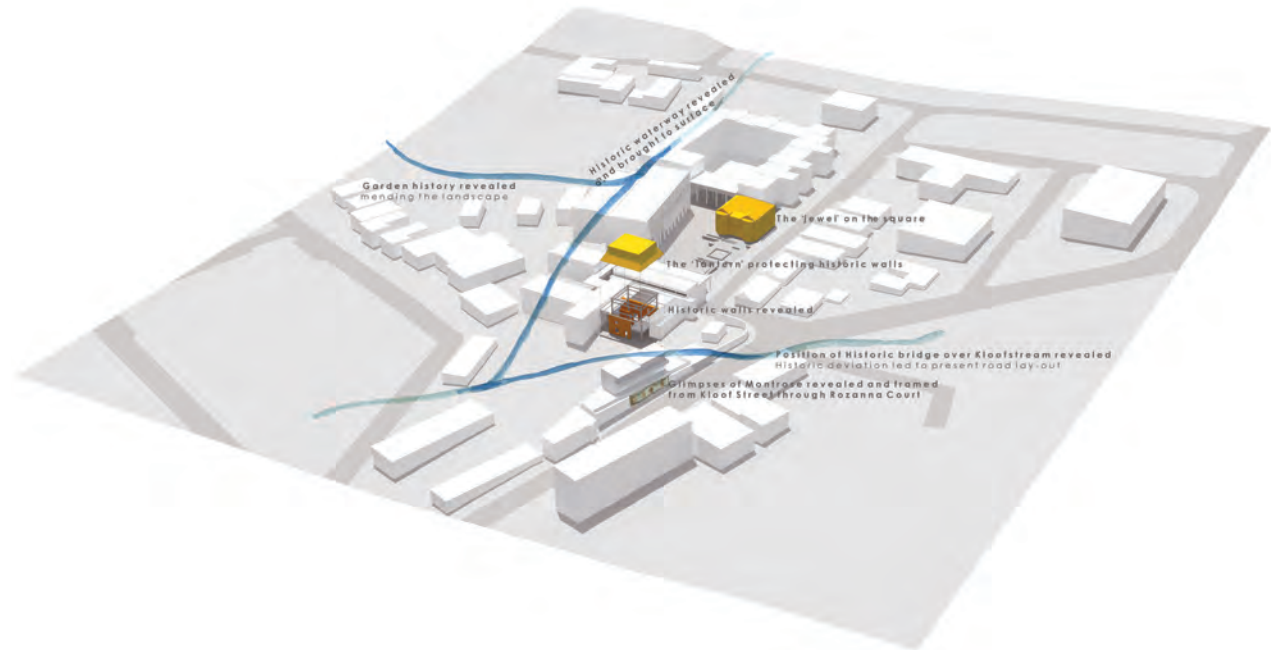 Historic waterway revealed
and brought to surface
Garden history revealed
mending the landscape
The 'jewel' on the square
The 'lantern' protecting historic walls
Historic walls revealed
Position of Historic bridge over Kloofstream revealed
Historic deviation led to present road lay-out
Glimpses of Montrose revealed and framed
from Kloof Street through Rozanna Court